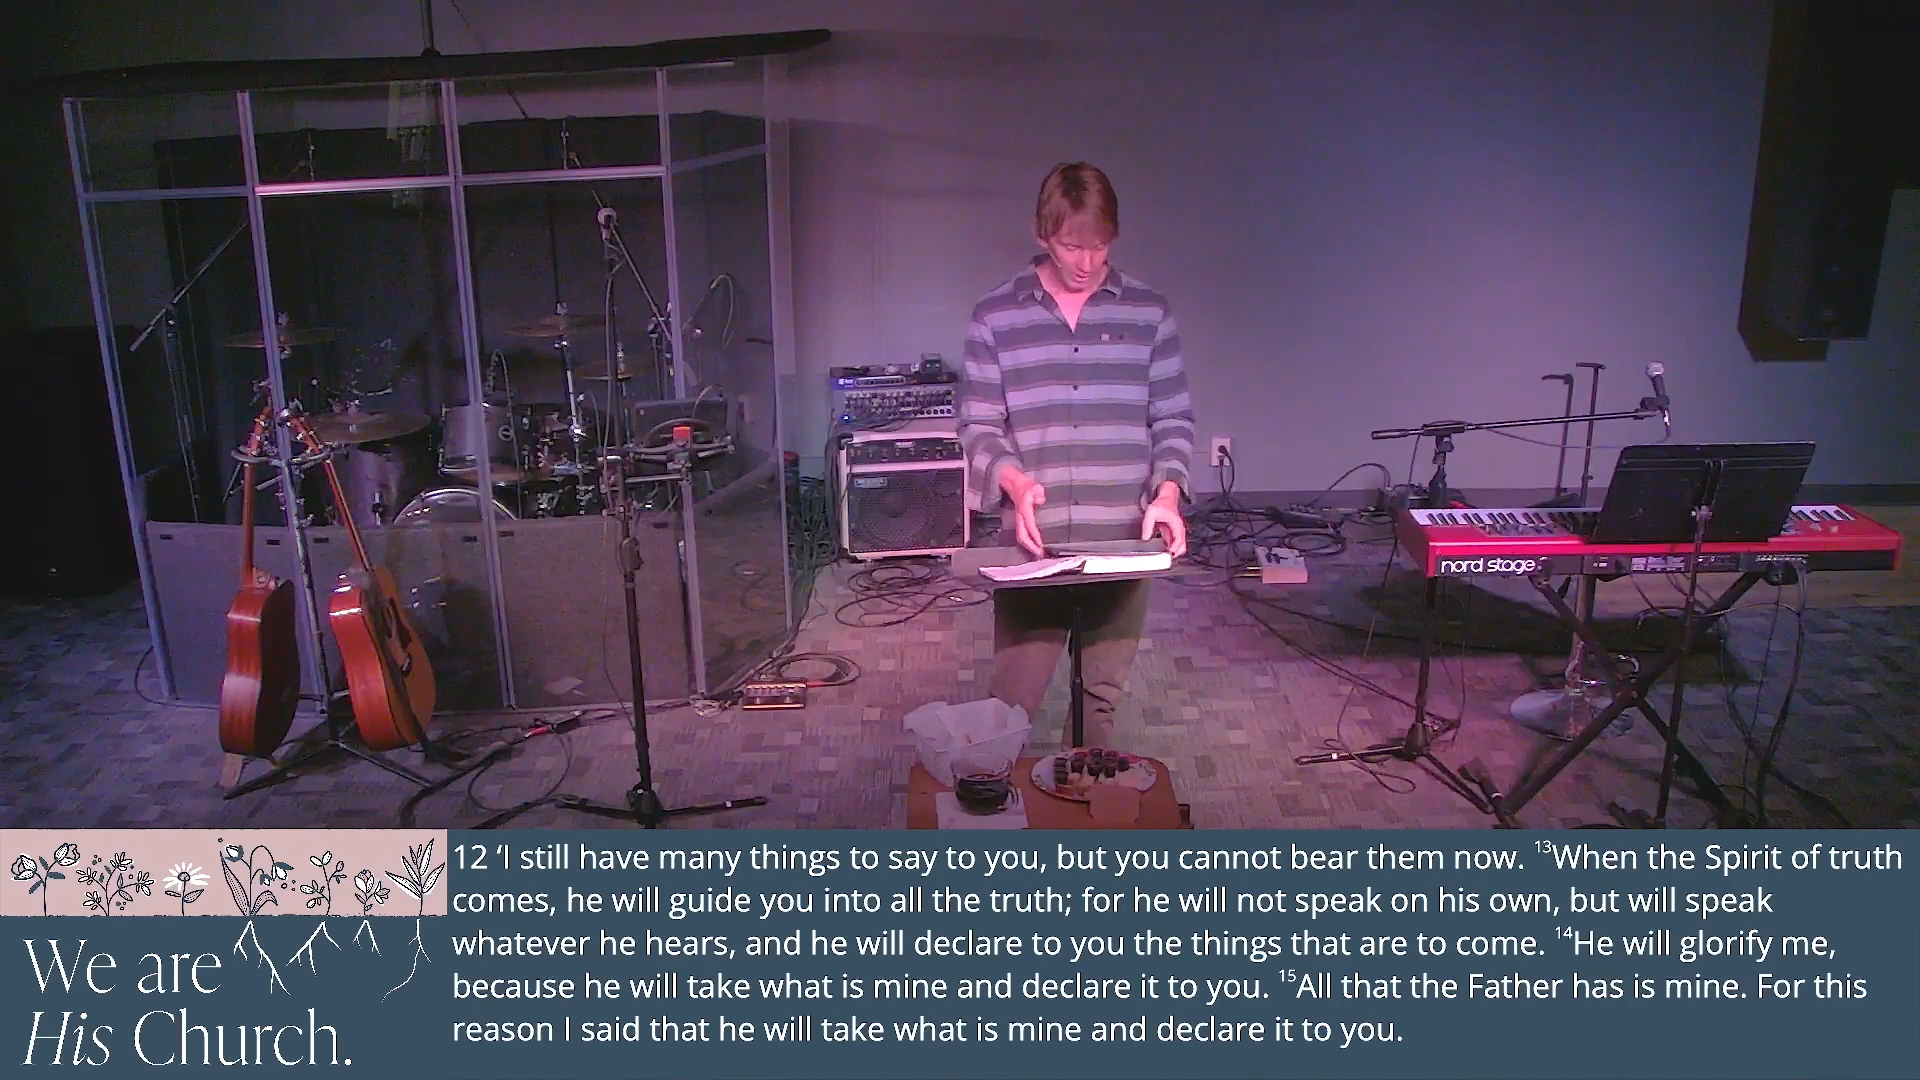 nord stage
12 ‘I still have many things to say to you, but you cannot bear them now. ¹³When the Spirit of truth
comes, he will guide you into all the truth; for he will not speak on his own, but will speak
whatever he hears, and he will declare to you the things that are to come. ¹⁴He will glorify me,
because he will take what is mine and declare it to you. ¹⁵All that the Father has is mine. For this
reason I said that he will take what is mine and declare it to you.
We are
His Church.